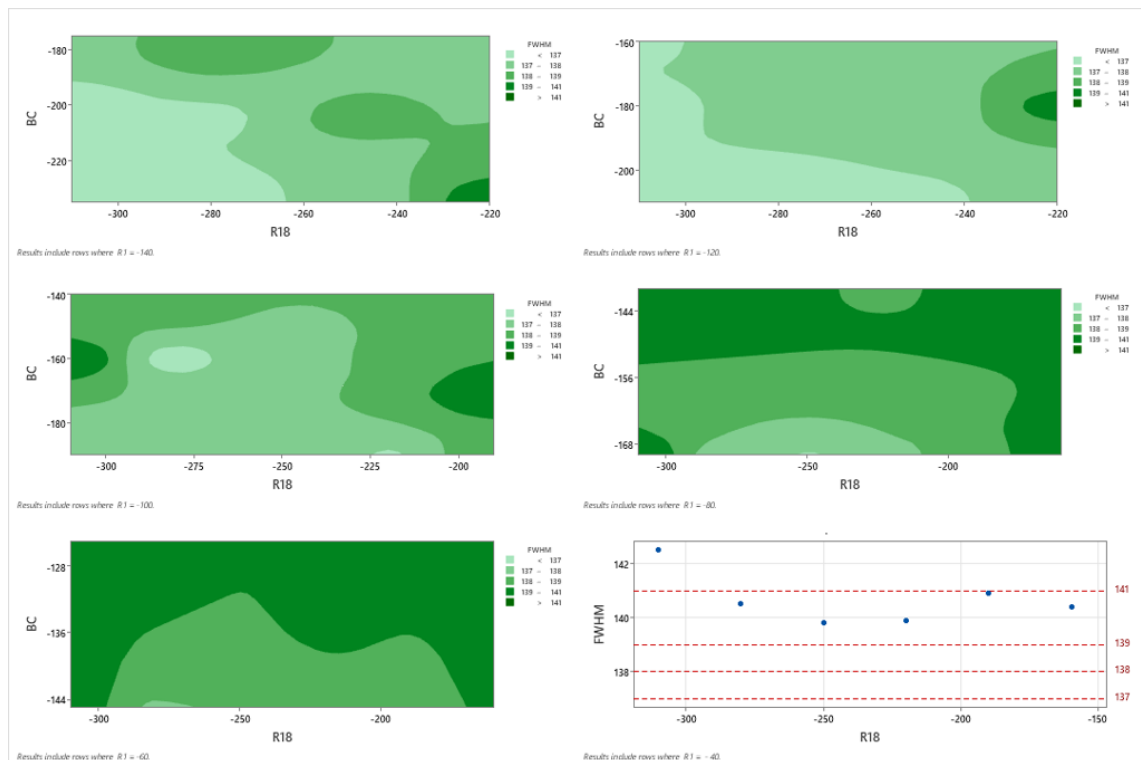 FWHM
< 137
137 – 138
138 – 139
139 – 141
> 141
-180
-200
-220
BC
-300
-280
-260
-240
-220
R18
Results include rows where R1 = -140.
FWHM
< 137
137 – 138
138 – 139
139 – 141
> 141
-160
-180
-200
BC
-300
-280
-260
-240
-220
R18
Results include rows where R1 = -120.
FWHM
< 137
137 – 138
138 – 139
139 – 141
> 141
-140
-160
-180
BC
-300
-275
-250
-225
-200
R18
Results include rows where R1 = -100.
FWHM
< 137
137 – 138
138 – 139
139 – 141
> 141
-144
-156
-168
BC
-300
-250
-200
R18
Results include rows where R1 = -80.
FWHM
< 137
137 – 138
138 – 139
139 – 141
> 141
-128
-136
-144
BC
-300
-250
-200
R18
Results include rows where R1 = -60.
142
140
138
FWHM
141
139
138
137
-300
-250
-200
-150
R18
Results include rows where R1 = - 40.